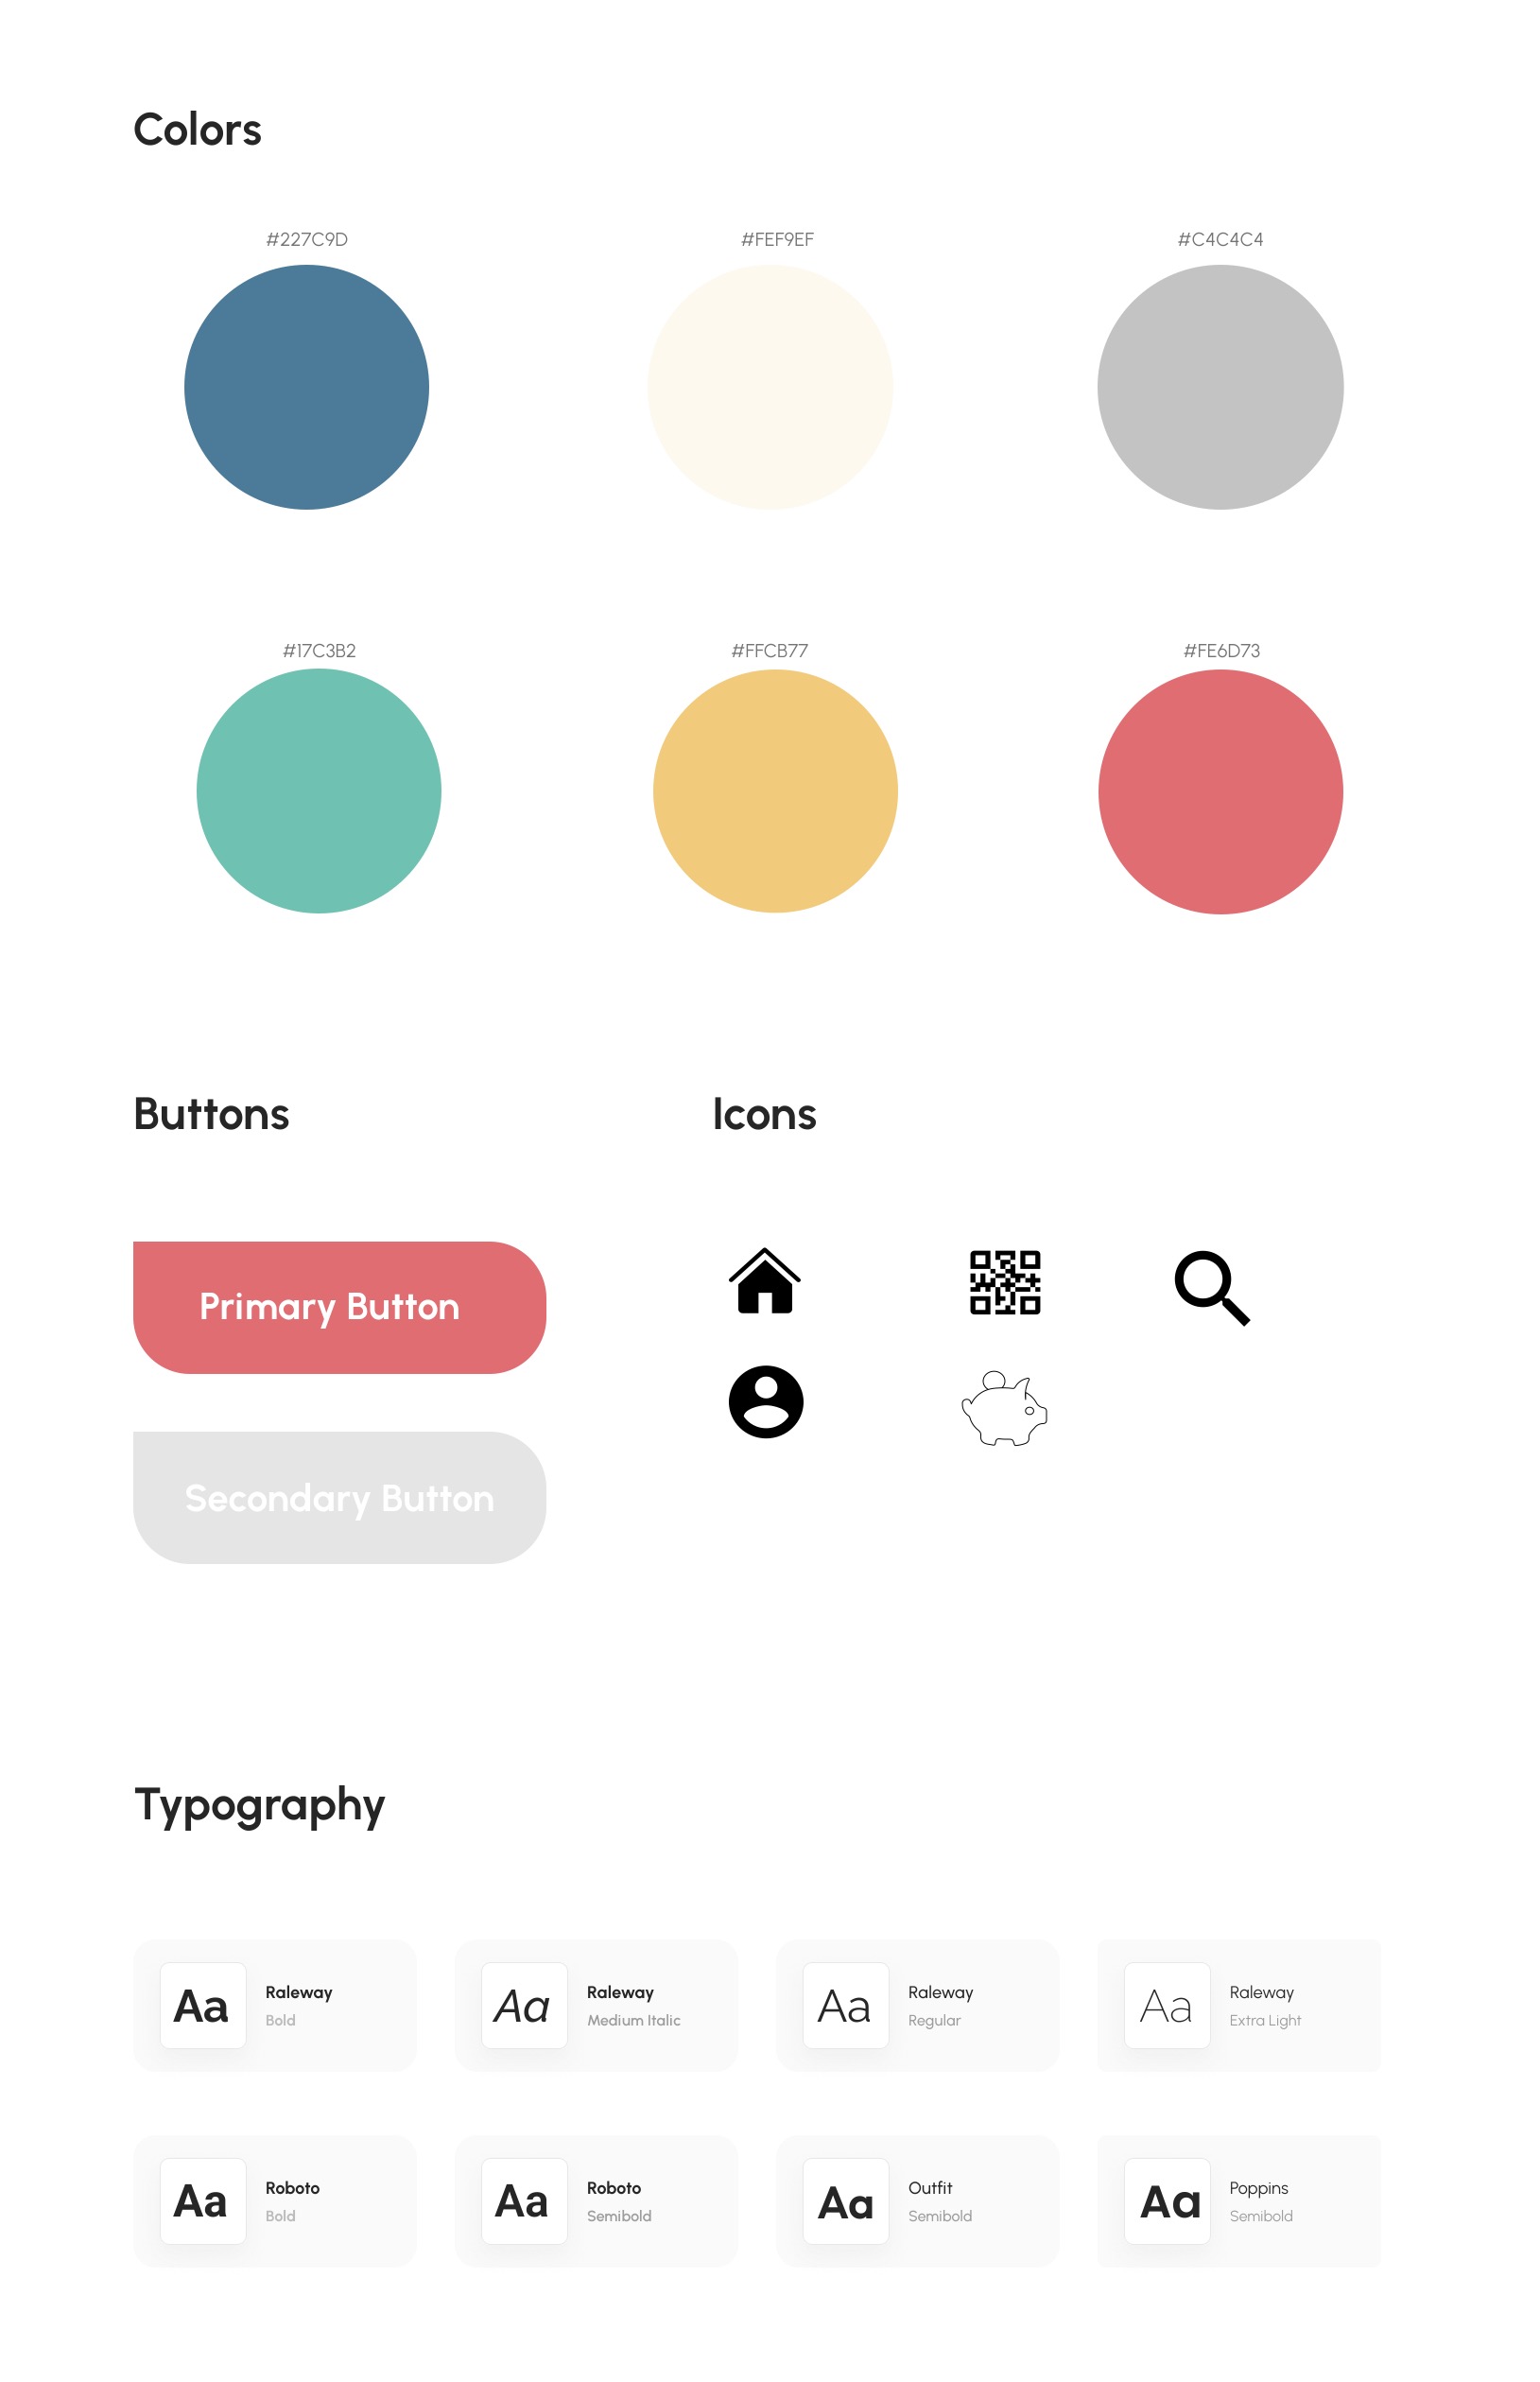 Colors
#227C9D
#FEF9EF
#C4C4C4
#17C3B2
#FFCB77
#FE6D73
Buttons
Icons
Primary Button
Secondary Button
Typography
Aa
Raleway
Bold
Aa
Raleway
Medium Italic
Aa
Raleway
Regular
Aa
Raleway
Extra Light
Aa
Roboto
Bold
Aa
Roboto
Semibold
Aa
Outfit
Semibold
Aa
Poppins
Semibold